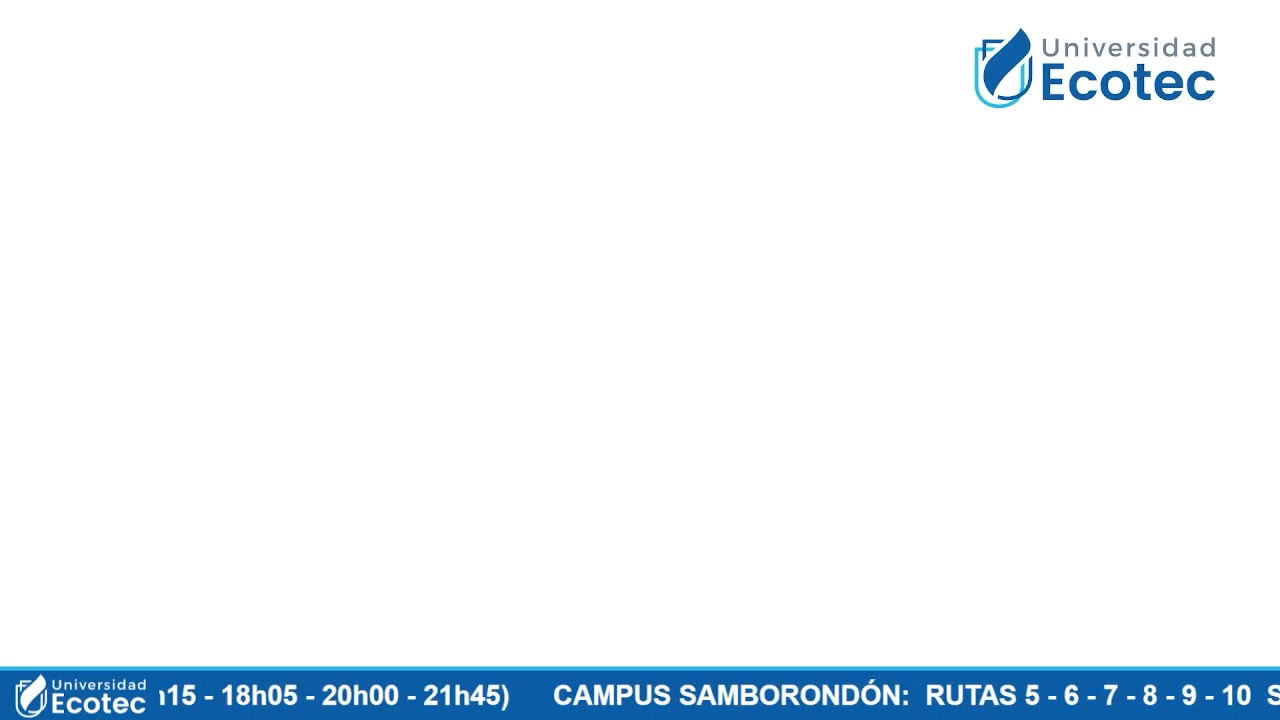 Universidad
Ecotec
Universidad
Ecotec
15 - 18h05 - 20h00 - 21h45) CAMPUS SAMBORONDÓN: RUTAS 5 - 6 - 7 - 8 - 9 - 10